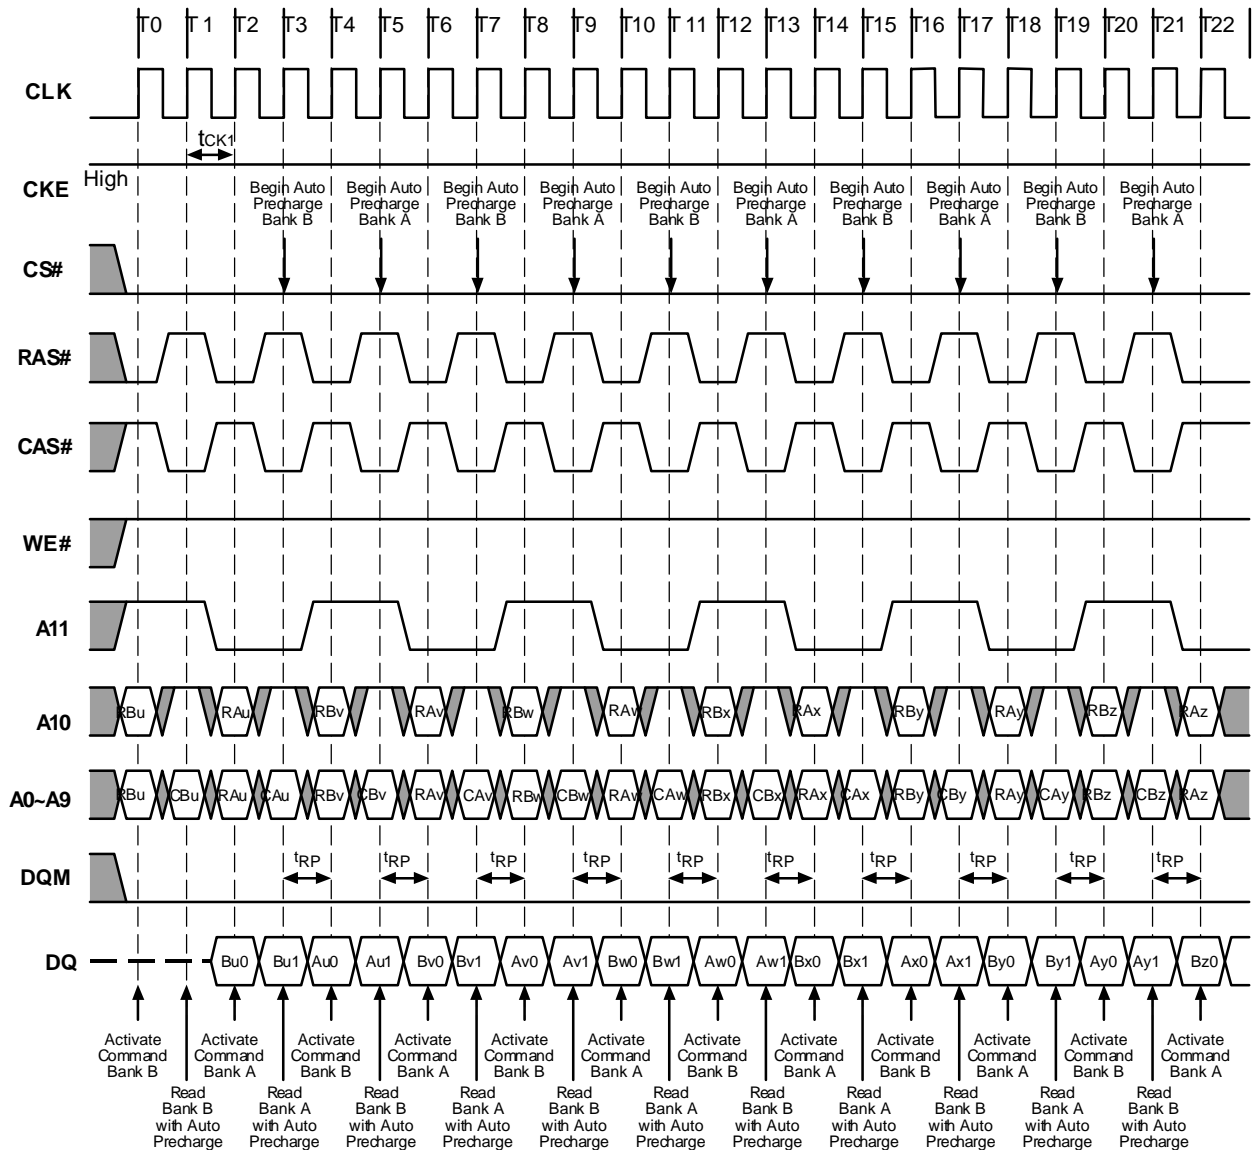 T0 T1 T2 T3 T4 T5 T6 T7 T8 T9 T10 T11 T12 T13 T14 T15 T16 T17 T18 T19 T20 T21 T22
CLK
tCK1
High
CKE
Begin Auto Begin Auto Begin Auto Begin Auto Begin Auto Begin Auto Begin Auto Begin Auto Begin Auto Begin Auto
Precharge Precharge Precharge Precharge Precharge Precharge Precharge Precharge Precharge Precharge
Bank B Bank A Bank B Bank A Bank B Bank A Bank B Bank A Bank B Bank A
CS#
RAS#
CAS#
WE#
A11
A10 RBu RAu RBv RAv RBw RAw RBx RAx RBy RAy RBz RAz
A0~A9 RBu CBu RAu CAu RBv CBv RAv CAv RBw CBw RAw CAw RBx CBx RAx CAx RBy CBy RAy CAy RBz CBz RAz
DQM tRP tRP tRP tRP tRP tRP tRP tRP tRP tRP
DQ Bu0 Bu1 Au0 Au1 Bv0 Bv1 Av0 Av1 Bw0 Bw1 Aw0 Aw1 Bx0 Bx1 Ax0 Ax1 By0 By1 Ay0 Ay1 Bz0
Activate Activate Activate Activate Activate Activate Activate Activate Activate Activate Activate Activate
Command Command Command Command Command Command Command Command Command Command Command Command
Bank B Bank A Bank B Bank A Bank B Bank A Bank B Bank A Bank B Bank A Bank B Bank A
Read Read Read Read Read Read Read Read Read Read Read
Bank B Bank A Bank B Bank A Bank B Bank A Bank B Bank A Bank B Bank A Bank B
with Auto with Auto with Auto with Auto with Auto with Auto with Auto with Auto with Auto with Auto with Auto
Precharge Precharge Precharge Precharge Precharge Precharge Precharge Precharge Precharge Precharge Precharge